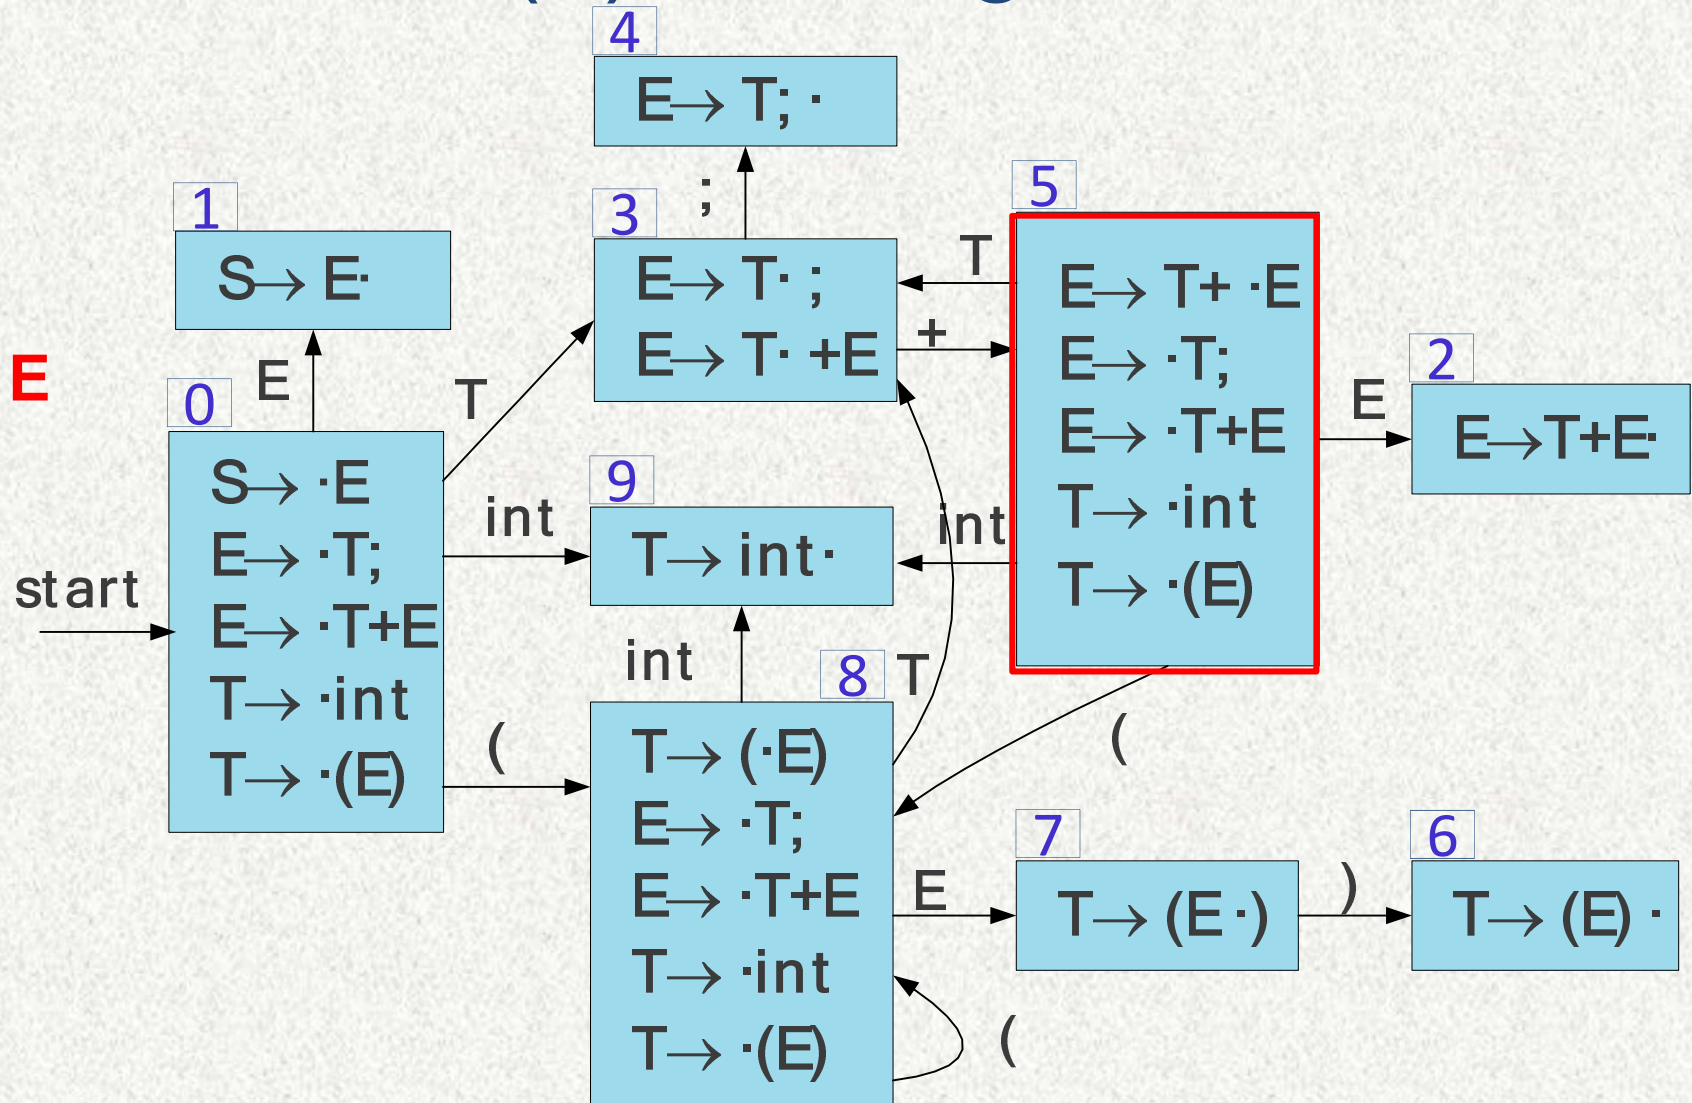 4
E→ T; ·
;
1
S→ E·
3
E→ T· ;
E→ T· +E
T
+
5
E→ T+ ·E
E→ ·T;
E→ ·T+E
T→ ·int
T→ ·(E)
E
2
E→T+E·
E
E
T
0
S→ ·E
E→ ·T;
E→ ·T+E
T→ ·int
T→ ·(E)
start
int
9
T→ int·
int
int
(
8
T
T→ (·E)
E→ ·T;
E→ ·T+E
T→ ·int
T→ ·(E)
(
E
7
T→ (E ·)
)
6
T→ (E) ·
(